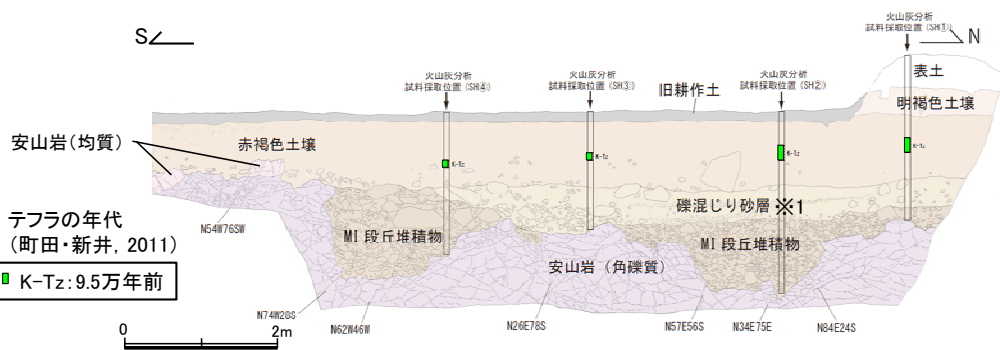 S
N
火山灰分析
試料採取位置(SH①)
火山灰分析
試料採取位置(SH④)
火山灰分析
試料採取位置(SH③)
火山灰分析
試料採取位置(SH②)
表土
旧耕作土
明褐色土壌
安山岩(均質)
赤褐色土壌
K-Tz
K-Tz
K-Tz
K-Tz
礫混じり砂層※1
テフラの年代
(町田・新井, 2011)
K-Tz:9.5万年前
N54W76SW
MI段丘堆積物
MI段丘堆積物
安山岩(角礫質)
N74W28S
N62W46W
N26E78S
N57E56S
N34E75E
N84E24S
0
2m